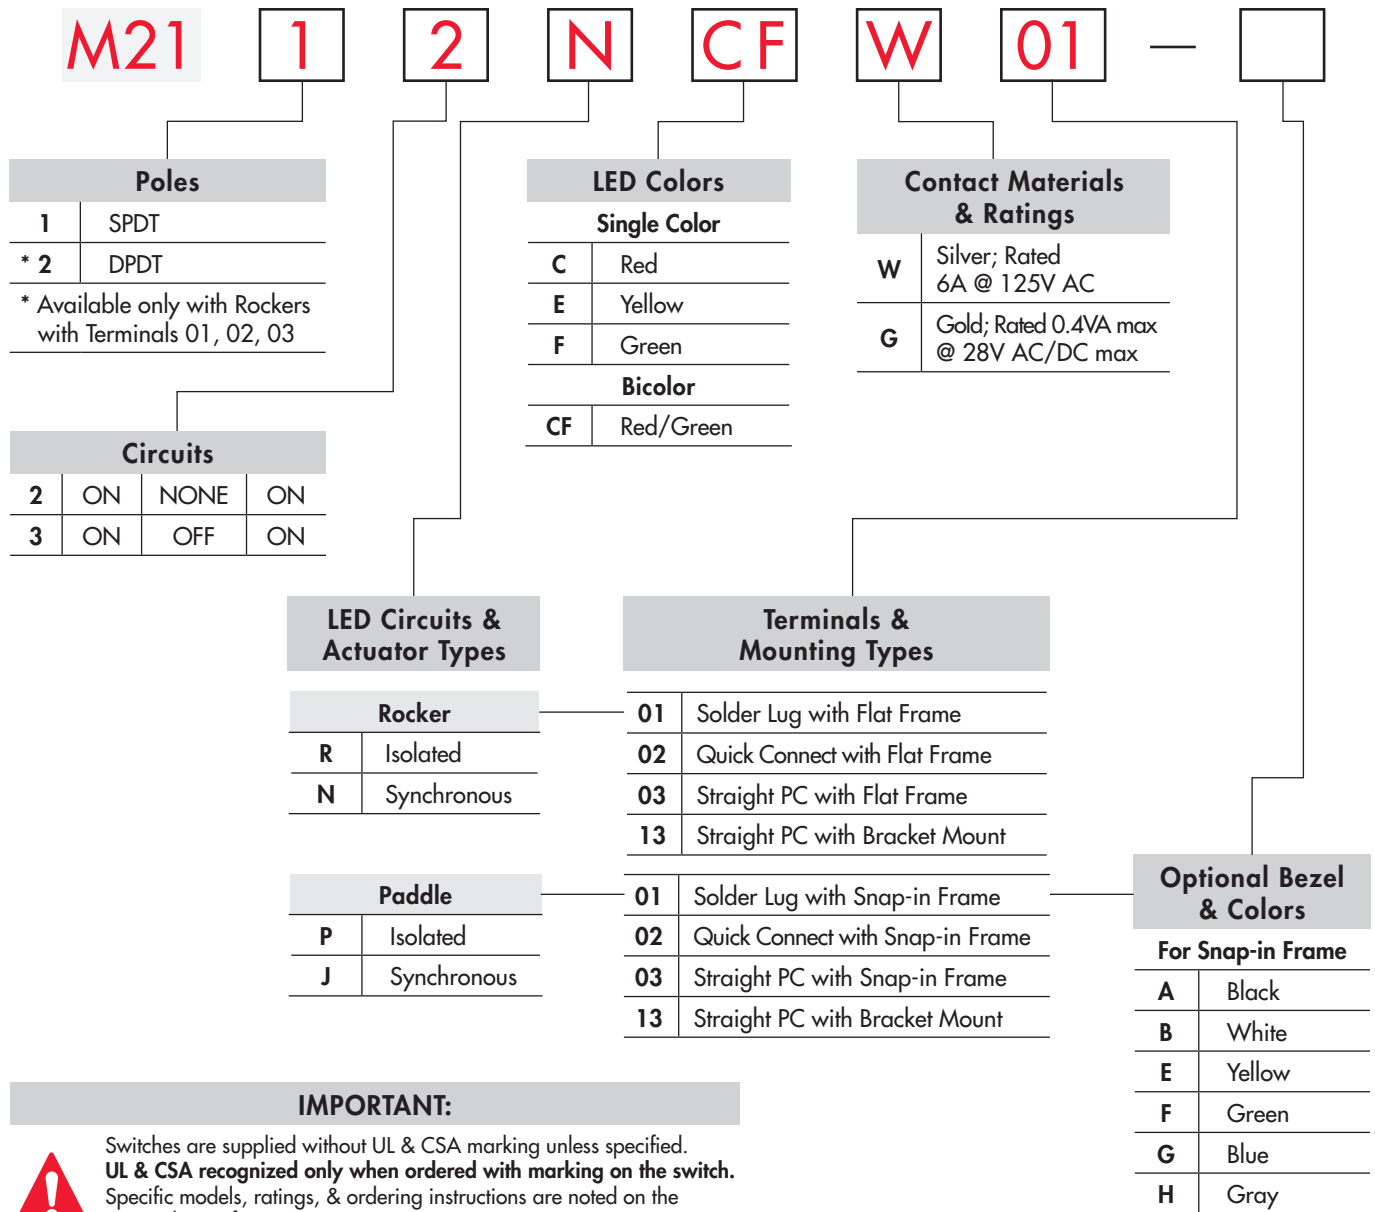 M21 1 2 N CF W 01 —
Poles
1 SPDT
* 2 DPDT
* Available only with Rockers
with Terminals 01, 02, 03
Circuits
2 ON NONE ON
3 ON OFF ON
LED Colors
Single Color
C Red
E Yellow
F Green
Bicolor
CF Red/Green
Contact Materials
& Ratings
W Silver; Rated
6A @ 125V AC
G Gold; Rated 0.4VA max
@ 28V AC/DC max
LED Circuits &
Actuator Types
Rocker
R Isolated
N Synchronous
Paddle
P Isolated
J Synchronous
Terminals &
Mounting Types
01 Solder Lug with Flat Frame
02 Quick Connect with Flat Frame
03 Straight PC with Flat Frame
13 Straight PC with Bracket Mount
01 Solder Lug with Snap-in Frame
02 Quick Connect with Snap-in Frame
03 Straight PC with Snap-in Frame
13 Straight PC with Bracket Mount
Optional Bezel
& Colors
For Snap-in Frame
A Black
B White
E Yellow
F Green
G Blue
H Gray
IMPORTANT:
Switches are supplied without UL & CSA marking unless specified.
UL & CSA recognized only when ordered with marking on the switch.
Specific models, ratings, & ordering instructions are noted on the